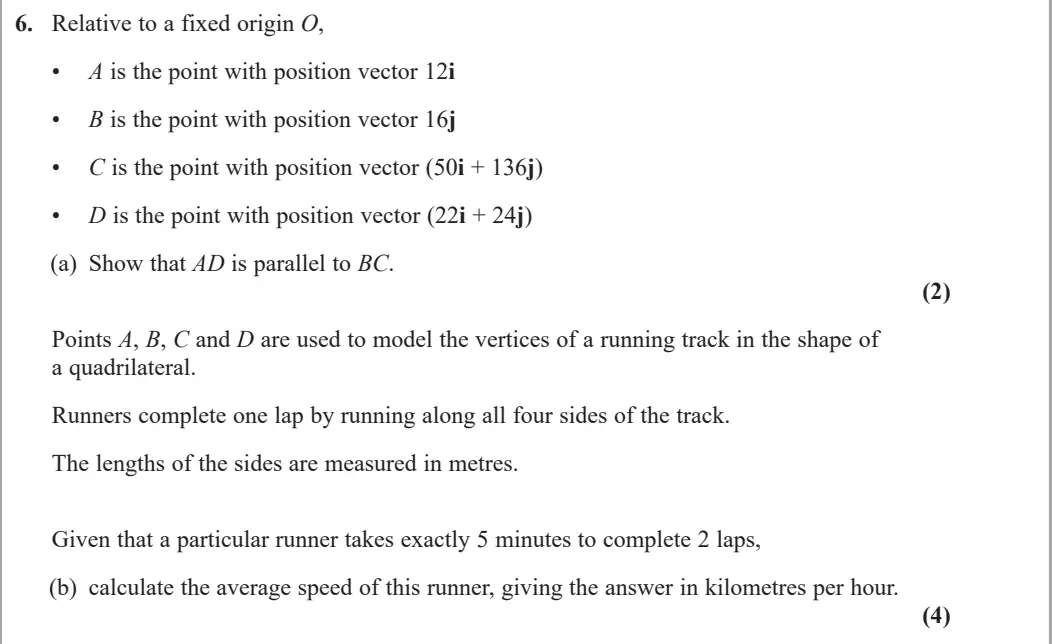 6. Relative to a fixed origin O,
• A is the point with position vector 12i
• B is the point with position vector 16j
• C is the point with position vector (50i + 136j)
• D is the point with position vector (22i + 24j)
(a) Show that AD is parallel to BC.
(2)
Points A, B, C and D are used to model the vertices of a running track in the shape of
a quadrilateral.
Runners complete one lap by running along all four sides of the track.
The lengths of the sides are measured in metres.
Given that a particular runner takes exactly 5 minutes to complete 2 laps,
(b) calculate the average speed of this runner, giving the answer in kilometres per hour.
(4)